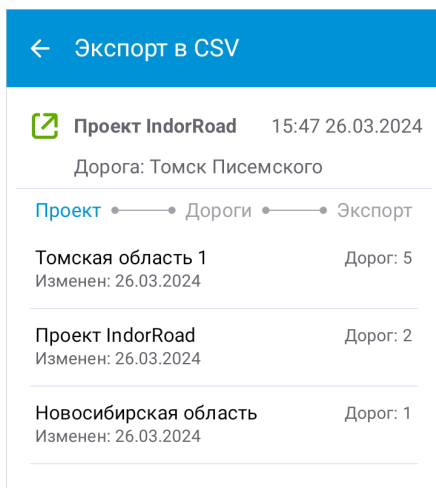 Экспорт в CSV
Проект IndorRoad 15:47 26.03.2024
Дорога: Томск Писемского
Проект Дороги Экспорт
Томская область 1 Дорог: 5
Изменен: 26.03.2024
Проект IndorRoad Дорог: 2
Изменен: 26.03.2024
Новосибирская область Дорог: 1
Изменен: 26.03.2024